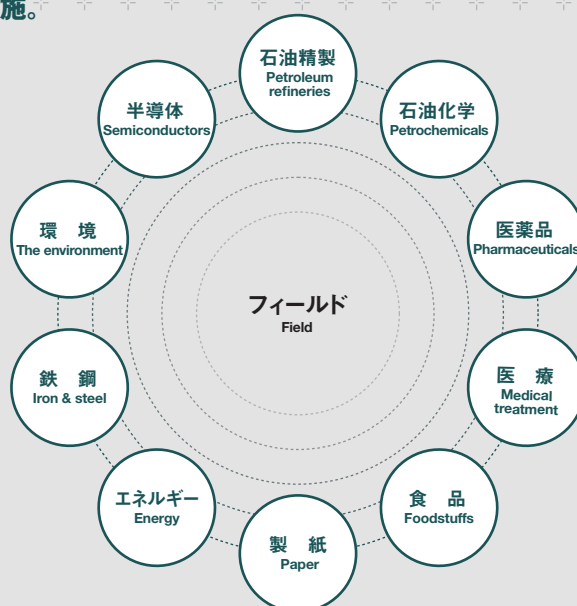 施。
石油精製
Petroleum
refineries
石油化学
Petrochemicals
医薬品
Pharmaceuticals
医 療
Medical
treatment
食 品
Foodstuffs
製 紙
Paper
エネルギー
Energy
鉄 鋼
Iron & steel
環 境
The environment
半導体
Semiconductors
フィールド
Field